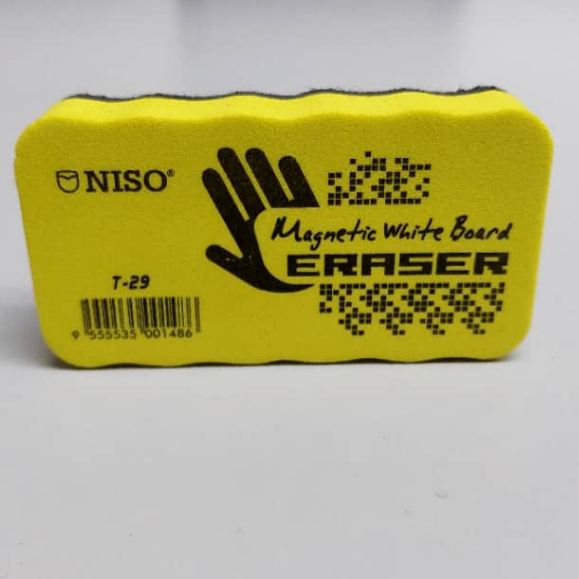 NISO®
Magnetic White Board
ERASER
T-29
9 555535 001486